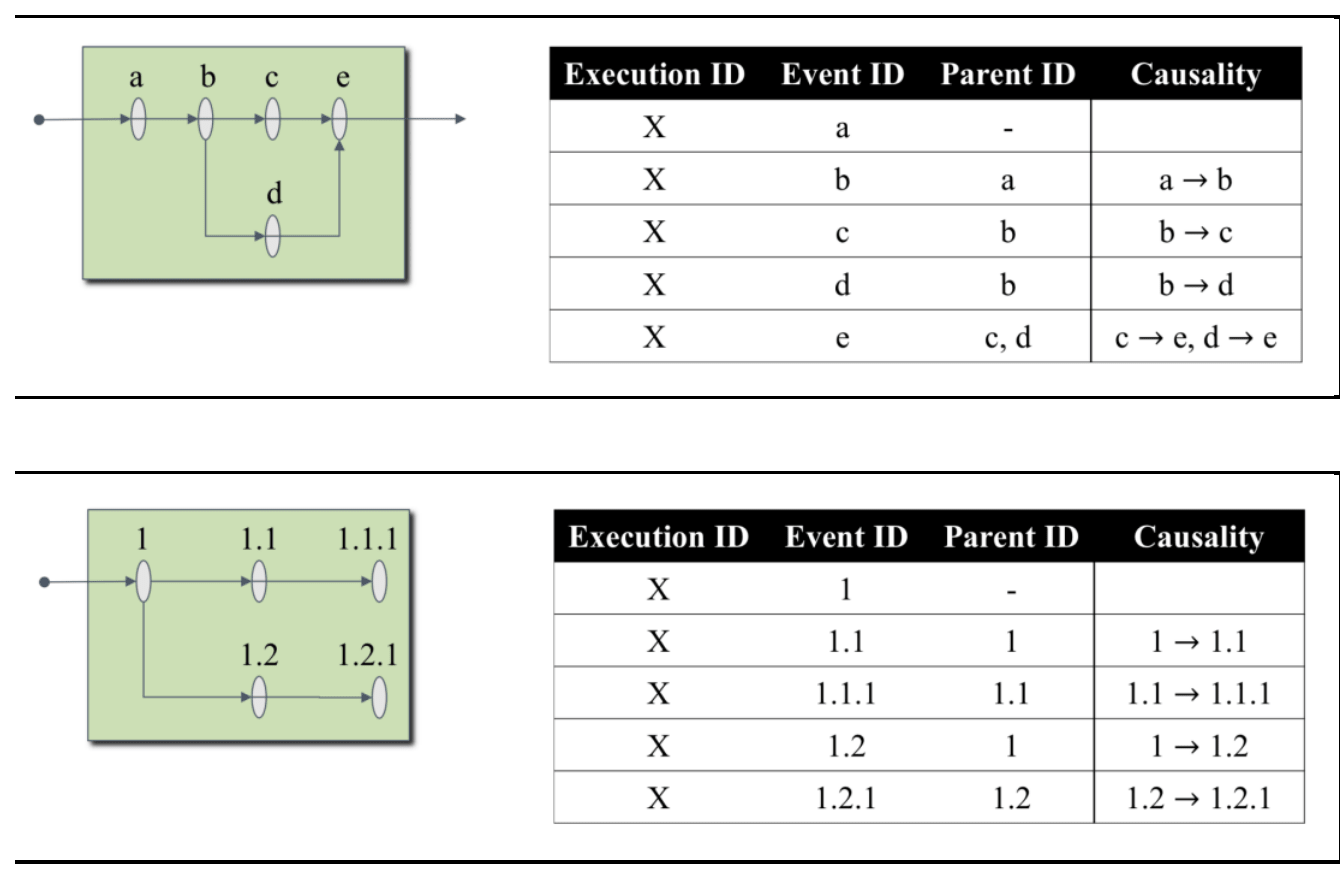 a b c e
d
Execution ID Event ID Parent ID Causality
X a -
X b a a → b
X c b b → c
X d b b → d
X e c, d c → e, d → e
1 1.1 1.1.1
1.2 1.2.1
Execution ID Event ID Parent ID Causality
X 1 -
X 1.1 1 1 → 1.1
X 1.1.1 1.1 1.1 → 1.1.1
X 1.2 1 1 → 1.2
X 1.2.1 1.2 1.2 → 1.2.1